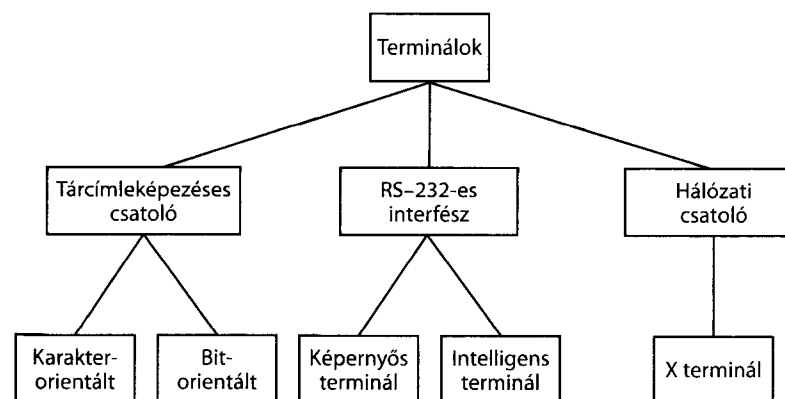 Terminálok
Tárcímleképezéses
csatoló
RS–232-es
interfész
Hálózati
csatoló
Karakter-
orientált
Bit-
orientált
Képernyős
terminál
Intelligens
terminál
X terminál